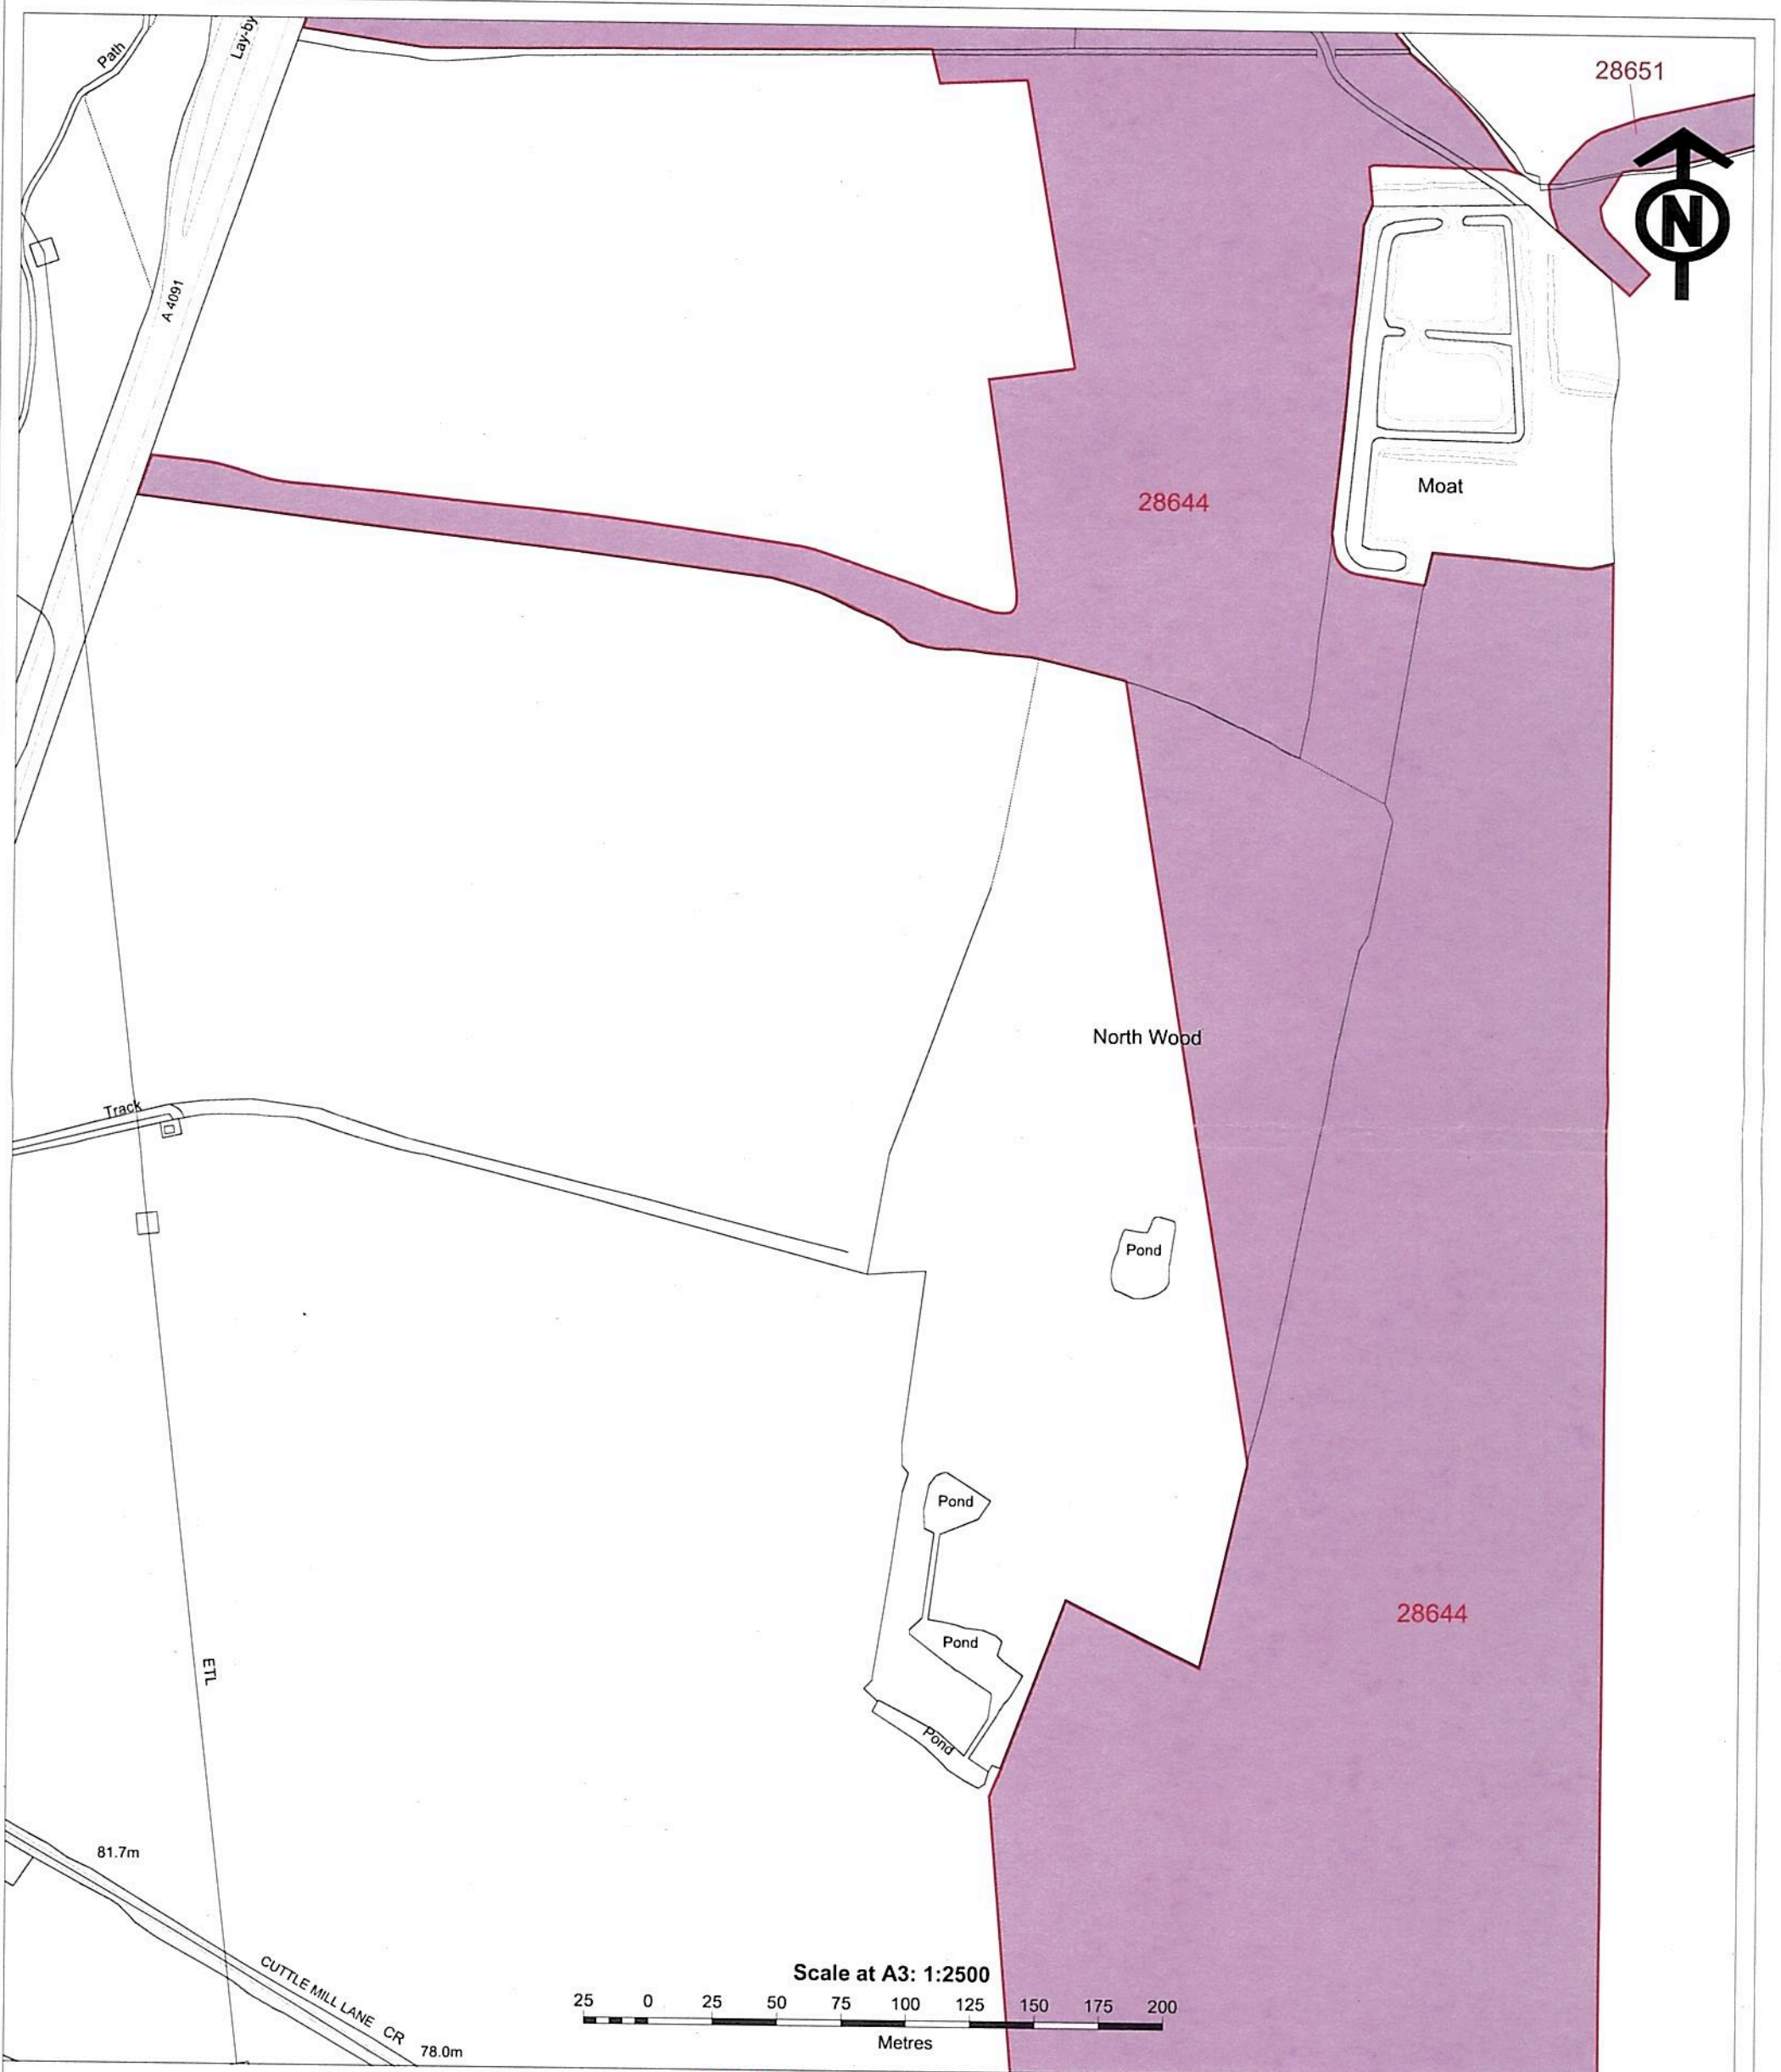 Path
Lay-by
28651
N
A 4091
Moat
28644
North Wood
Track
Pond
Pond
Pond
Pond
28644
ETL
81.7m
CUTTLE MILL LANE CR
78.0m
Scale at A3: 1:2500
25 0 25 50 75 100 125 150 175 200
Metres